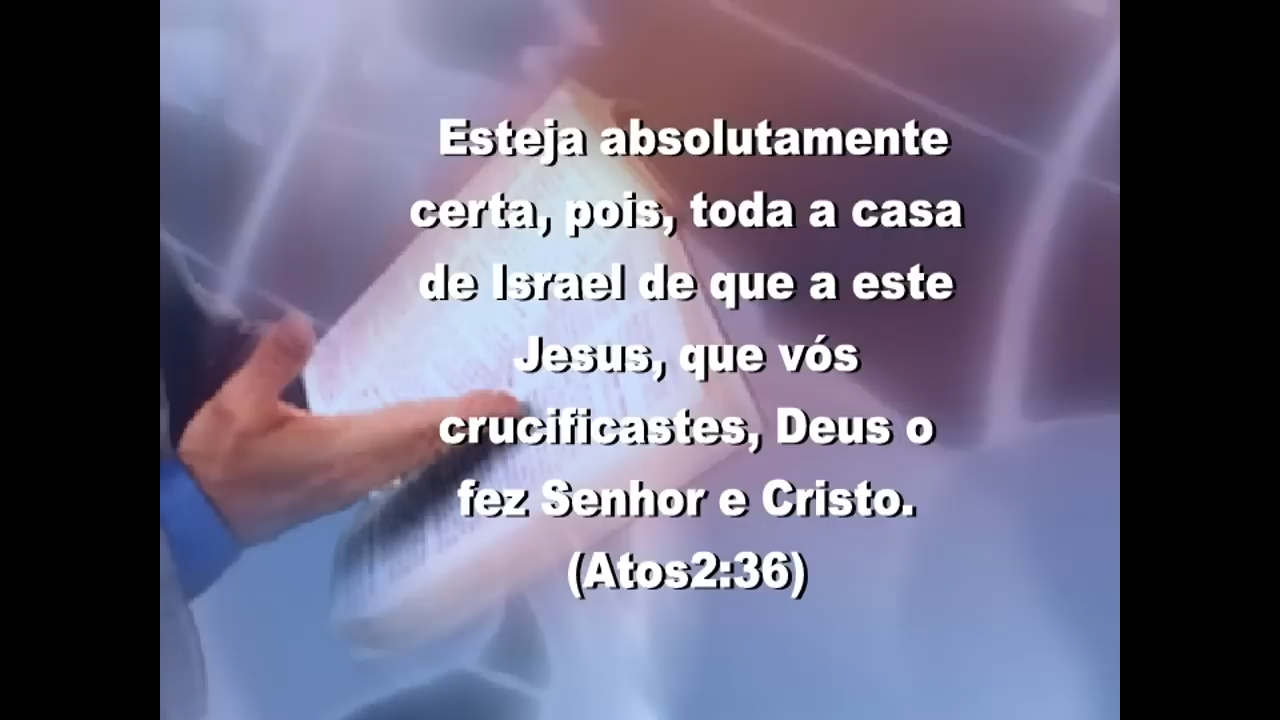 Esteja absolutamente
certa, pois, toda a casa
de Israel de que a este
Jesus, que vós
crucificastes, Deus o
fez Senhor e Cristo.
(Atos2:36)